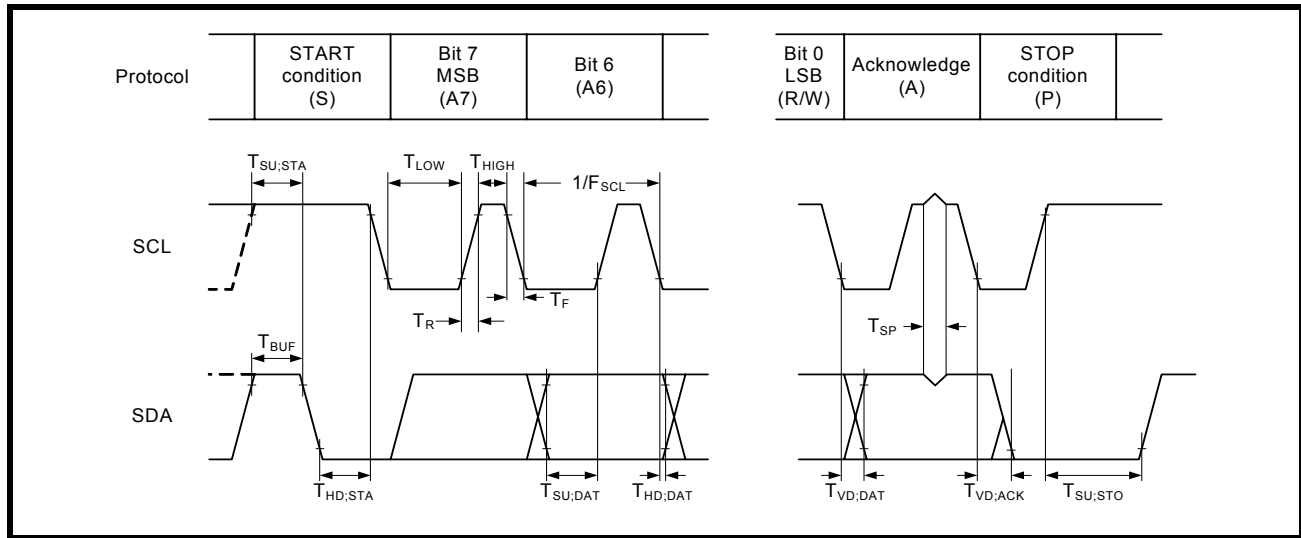 Protocol
START
condition
(S)
Bit 7
MSB
(A7)
Bit 6
(A6)
Bit 0
LSB
(R/W)
Acknowledge
(A)
STOP
condition
(P)
TSU;STA
TLOW
THIGH
1/FSCL
SCL
TF
TR
TSP
TBUF
SDA
THD;STA
TSU;DAT
THD;DAT
TVD;DAT
TVD;ACK
TSU;STO